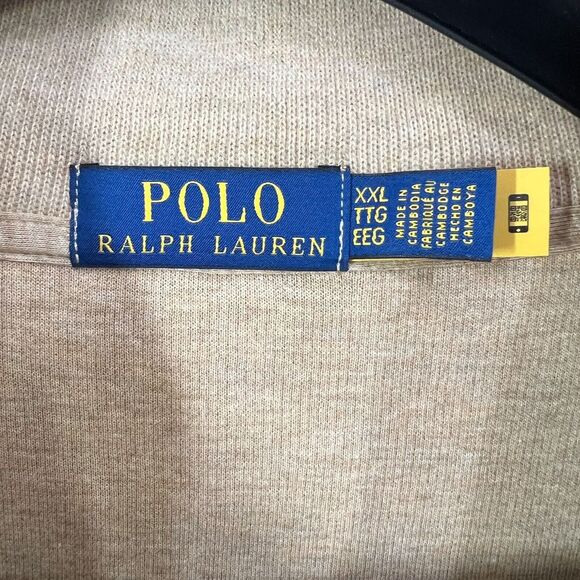 POLO
RALPH LAUREN
XXL
TTG
EEG
MADE IN
CAMBODIA
FABRIQUÉ AU
CAMBODGE
HECHO EN
CAMBOYA